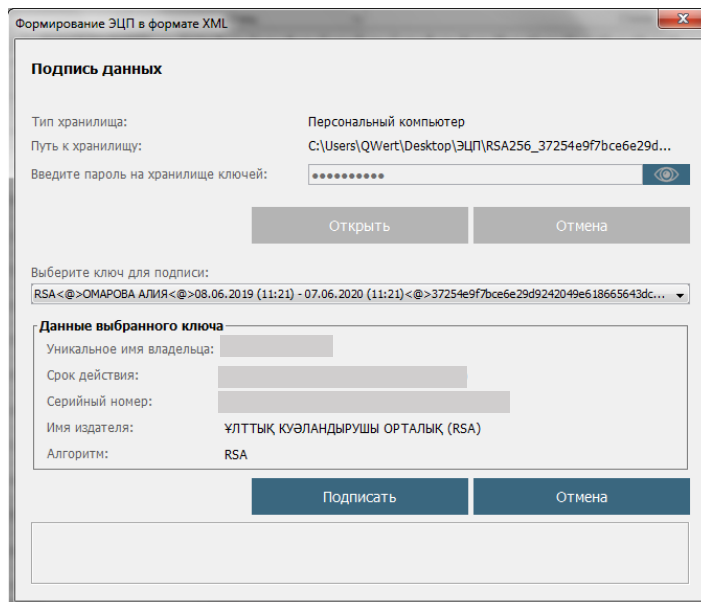 Формирование ЭЦП в формате XML
Подпись данных
Тип хранилища: Персональный компьютер
Путь к хранилищу: C:\Users\QWert\Desktop\ЭЦП\RSA256_37254e9f7bce6e29d...
Введите пароль на хранилище ключей: ••••••••••
Открыть Отмена
Выберите ключ для подписи:
RSA<@>ОМАРОВА АЛИЯ<@>08.06.2019 (11:21) - 07.06.2020 (11:21)<@>37254e9f7bce6e29d9242049e618665643dc...
Данные выбранного ключа
Уникальное имя владельца:
Срок действия:
Серийный номер:
Имя издателя: ҰЛТТЫҚ КУӘЛАНДЫРУШЫ ОРТАЛЫҚ (RSA)
Алгоритм: RSA
Подписать Отмена